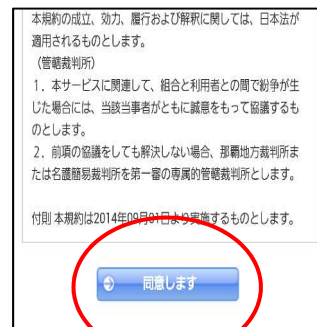 本規約の成立、効力、履行および解釈に関しては、日本法が
適用されるものとします。
（管轄裁判所）
１．本サービスに関連して、組合と利用者との間で紛争が生
じた場合には、当該当事者がともに誠意をもって協議するも
のとします。
２．前項の協議をしても解決しない場合、那覇地方裁判所ま
たは名護簡易裁判所を第一審の専属的管轄裁判所とします。
付則 本規約は2014年09月01日より実施するものとします。
同意します